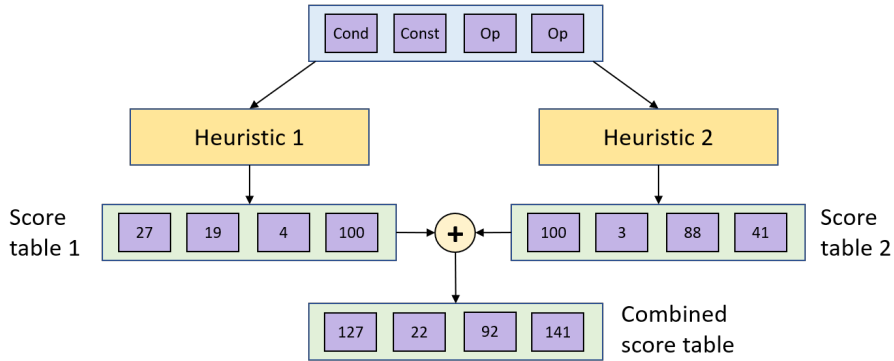 Cond Const Op Op
Heuristic 1 Heuristic 2
Score
table 1
27 19 4 100
+
100 3 88 41
Score
table 2
127 22 92 141
Combined
score table